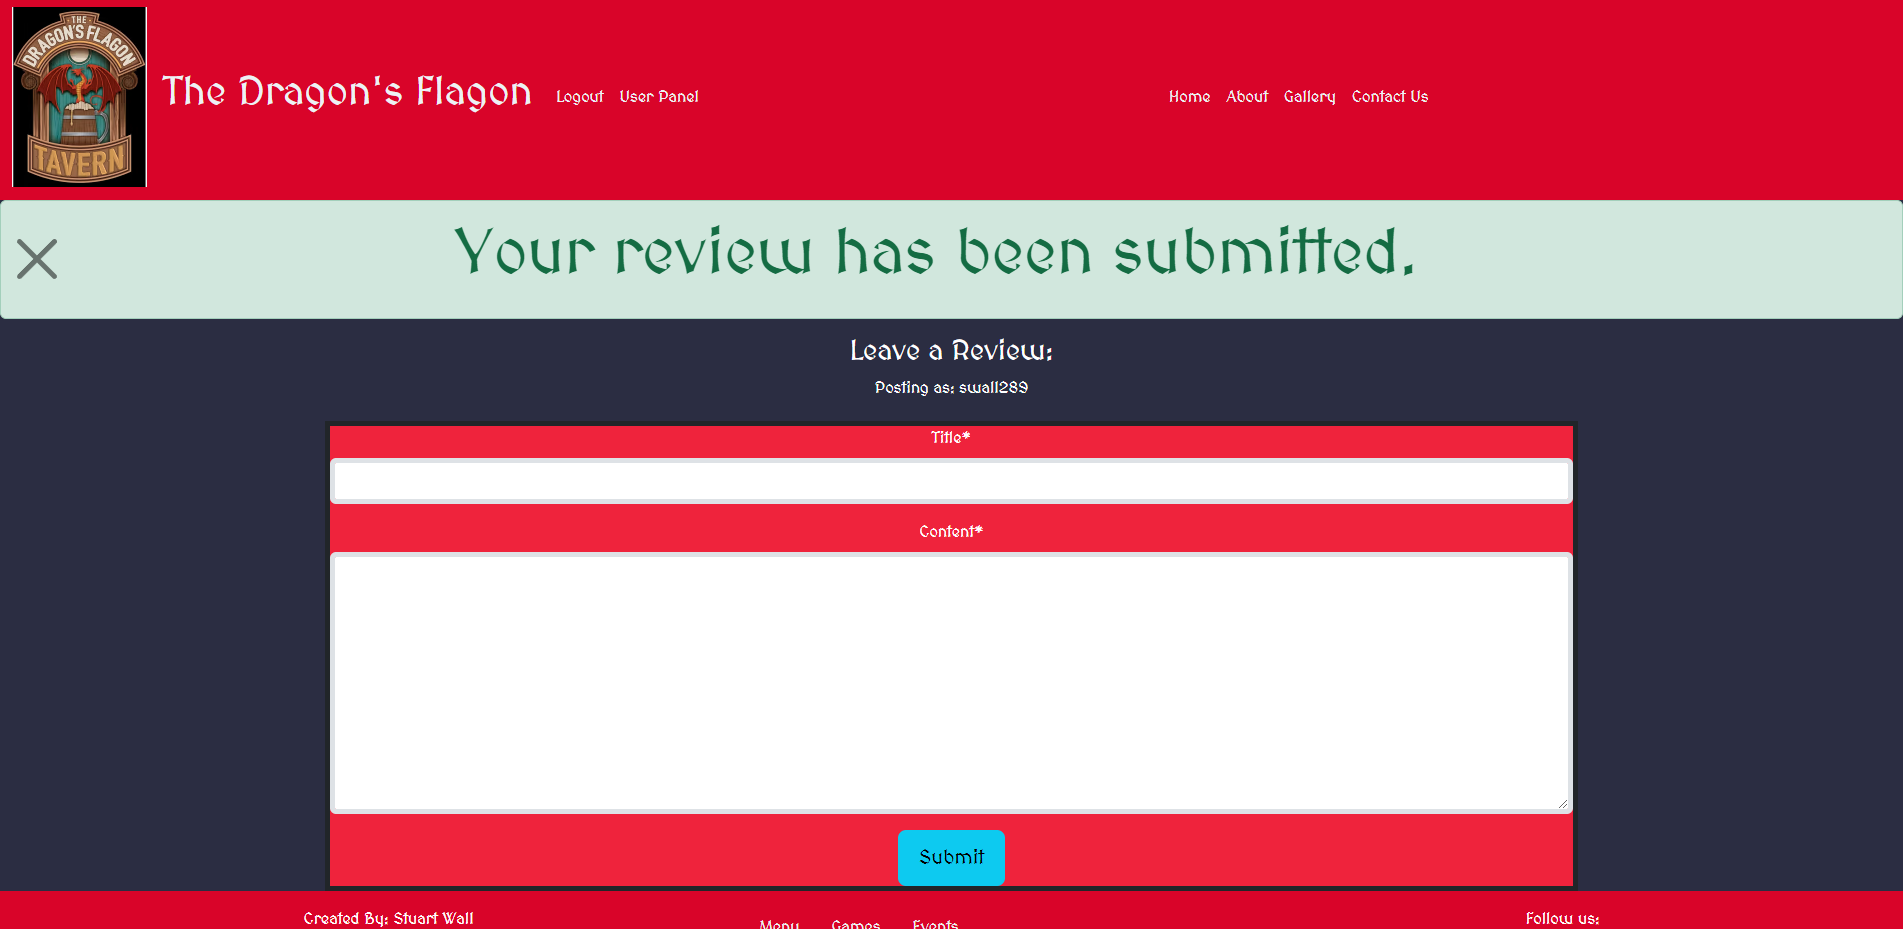 THE
DRAGON'S FLAGON
TAVERN
The Dragon's Flagon
Logout User Panel
Home About Gallery Contact Us
Your review has been submitted.
Leave a Review:
Posting as: swall289
Title*
Content*
Submit
Created By: Stuart Wall
Menu Games Events
Follow us: